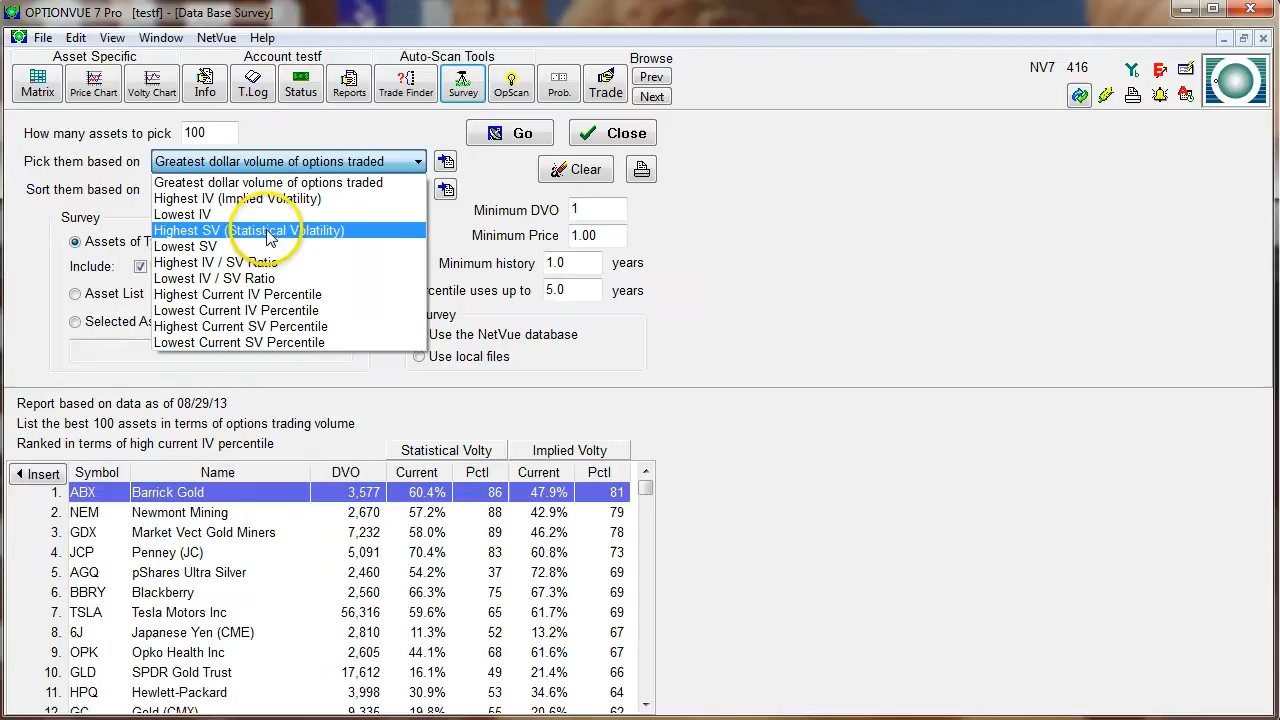 OPTIONVUE 7 Pro [testf] - [Data Base Survey]
File Edit View Window NetVue Help
Asset Specific Account testf Auto-Scan Tools Browse
Matrix Price Chart Volty Chart Info T.Log Status Reports Trade Finder Survey OpScan Prob. Trade Prev
Next
NV7 416
How many assets to pick 100 Go Close
Pick them based on Greatest dollar volume of options traded Clear
Sort them based on
Greatest dollar volume of options traded
Highest IV (Implied Volatility)
Lowest IV
Highest SV (Statistical Volatility)
Lowest SV
Highest IV / SV Ratio
Lowest IV / SV Ratio
Highest Current IV Percentile
Lowest Current IV Percentile
Highest Current SV Percentile
Lowest Current SV Percentile
Survey
Assets of T
Include:
Asset List
Selected As
Minimum DVO 1
Minimum Price 1.00
Minimum history 1.0 years
rcentile uses up to 5.0 years
urvey
Use the NetVue database
Use local files
Report based on data as of 08/29/13
List the best 100 assets in terms of options trading volume
Ranked in terms of high current IV percentile
Statistical Volty Implied Volty
Insert Symbol Name DVO Current Pctl Current Pctl
1. ABX Barrick Gold 3,577 60.4% 86 47.9% 81
2. NEM Newmont Mining 2,670 57.2% 88 42.9% 79
3. GDX Market Vect Gold Miners 7,232 58.0% 89 46.2% 78
4. JCP Penney (JC) 5,091 70.4% 83 60.8% 73
5. AGQ pShares Ultra Silver 2,460 54.2% 37 72.8% 69
6. BBRY Blackberry 2,560 66.3% 75 67.3% 69
7. TSLA Tesla Motors Inc 56,316 59.6% 65 61.7% 69
8. 6J Japanese Yen (CME) 2,810 11.3% 52 13.2% 67
9. OPK Opko Health Inc 2,605 44.1% 68 61.6% 67
10. GLD SPDR Gold Trust 17,612 16.1% 49 21.4% 66
11. HPQ Hewlett-Packard 3,998 30.9% 53 34.6% 64
12. GC Gold (CMX) 9,335 19.8% 55 20.9% 62